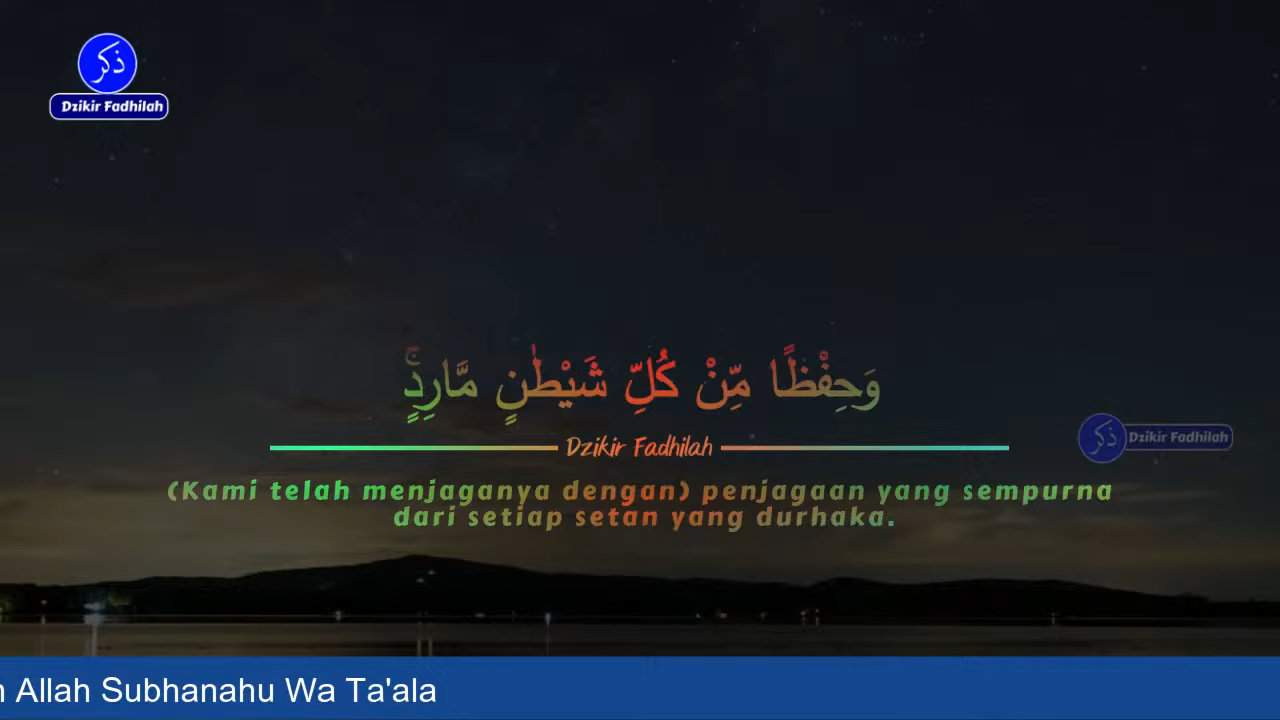 ذكر
Dzikir Fadhilah
وَحِفْظًا مِّنْ كُلِّ شَيْطٰنٍ مَّارِدٍۚ
Dzikir Fadhilah
ذكر
Dzikir Fadhilah
(Kami telah menjaganya dengan) penjagaan yang sempurna
dari setiap setan yang durhaka.
Allah Subhanahu Wa Ta'ala